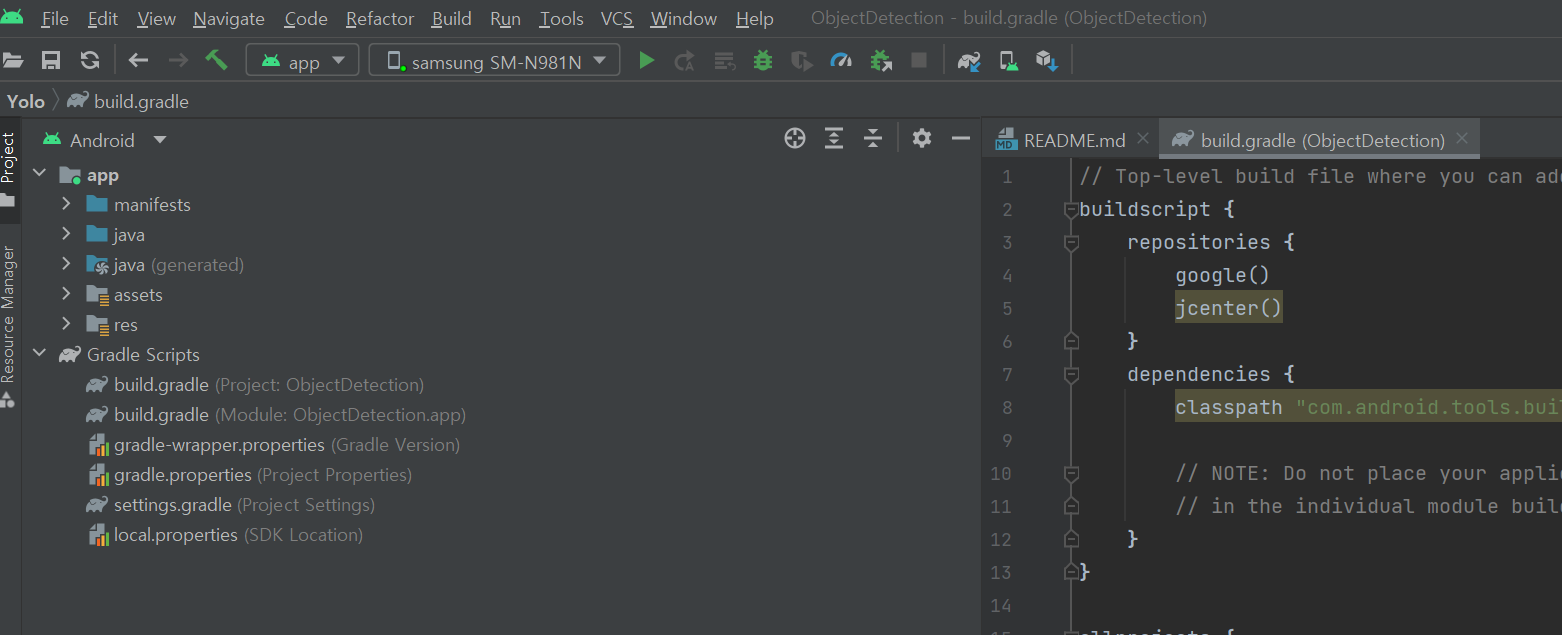 File Edit View Navigate Code Refactor Build Run Tools VCS Window Help ObjectDetection - build.gradle (ObjectDetection)
app samsung SM-N981N
Yolo build.gradle
Project
Resource Manager
Android
app
manifests
java
java (generated)
assets
res
Gradle Scripts
build.gradle (Project: ObjectDetection)
build.gradle (Module: ObjectDetection.app)
gradle-wrapper.properties (Gradle Version)
gradle.properties (Project Properties)
settings.gradle (Project Settings)
local.properties (SDK Location)
MD README.md build.gradle (ObjectDetection)
1 // Top-level build file where you can ad
2 buildscript {
3 repositories {
4 google()
5 jcenter()
6 }
7 dependencies {
8 classpath "com.android.tools.buil
9
10 // NOTE: Do not place your applic
11 // in the individual module buil
12 }
13 }
14